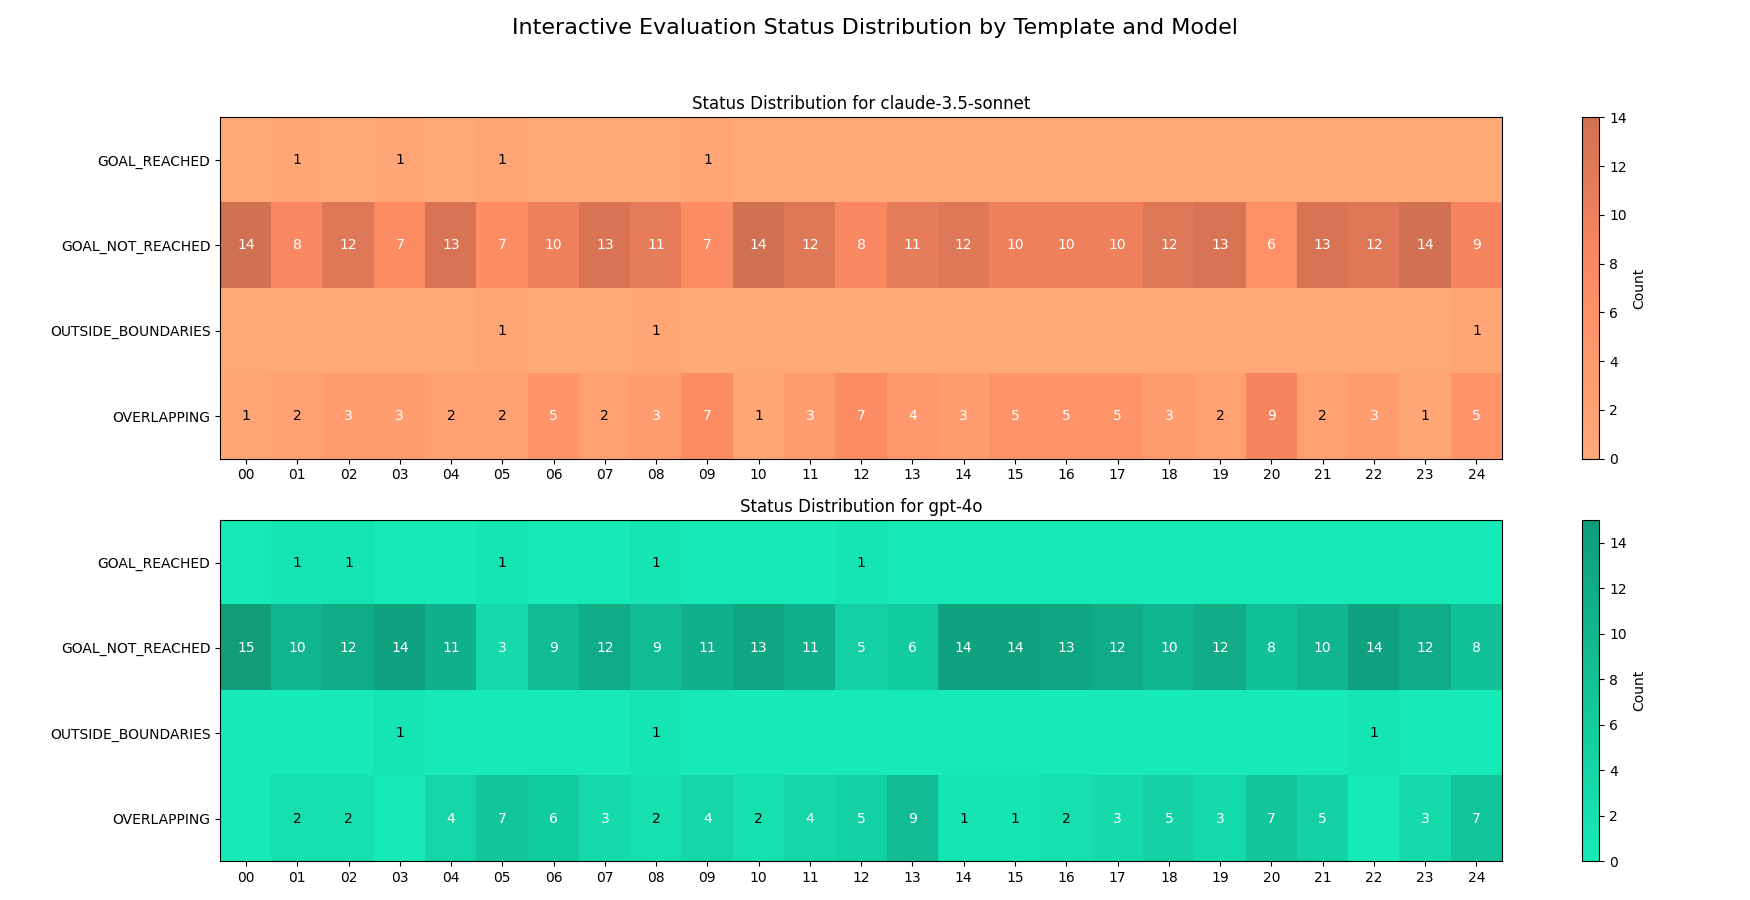 Interactive Evaluation Status Distribution by Template and Model
Status Distribution for claude-3.5-sonnet
GOAL_REACHED 1 1 1 1
GOAL_NOT_REACHED 14 8 12 7 13 7 10 13 11 7 14 12 8 11 12 10 10 10 12 13 6 13 12 14 9
OUTSIDE_BOUNDARIES 1 1 1
OVERLAPPING 1 2 3 3 2 2 5 2 3 7 1 3 7 4 3 5 5 5 3 2 9 2 3 1 5
00 01 02 03 04 05 06 07 08 09 10 11 12 13 14 15 16 17 18 19 20 21 22 23 24
14
12
10
8
6
4
2
0
Count
Status Distribution for gpt-4o
GOAL_REACHED 1 1 1 1 1
GOAL_NOT_REACHED 15 10 12 14 11 3 9 12 9 11 13 11 5 6 14 14 13 12 10 12 8 10 14 12 8
OUTSIDE_BOUNDARIES 1 1 1
OVERLAPPING 2 2 4 7 6 3 2 4 2 4 5 9 1 1 2 3 5 3 7 5 3 7
00 01 02 03 04 05 06 07 08 09 10 11 12 13 14 15 16 17 18 19 20 21 22 23 24
14
12
10
8
6
4
2
0
Count